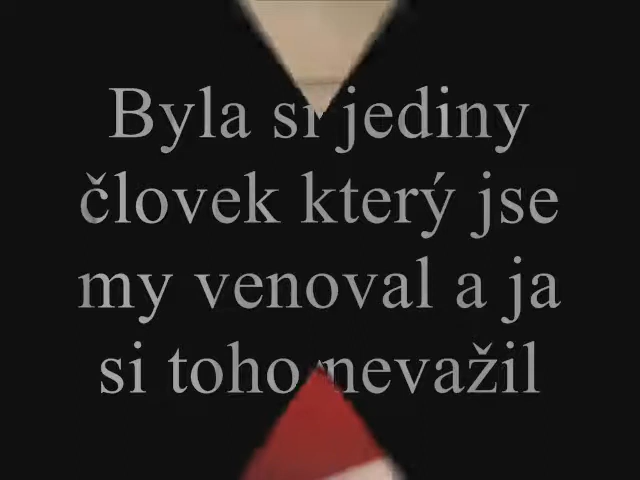 Byla si jediny
človek který jse
my venoval a ja
si toho nevažil